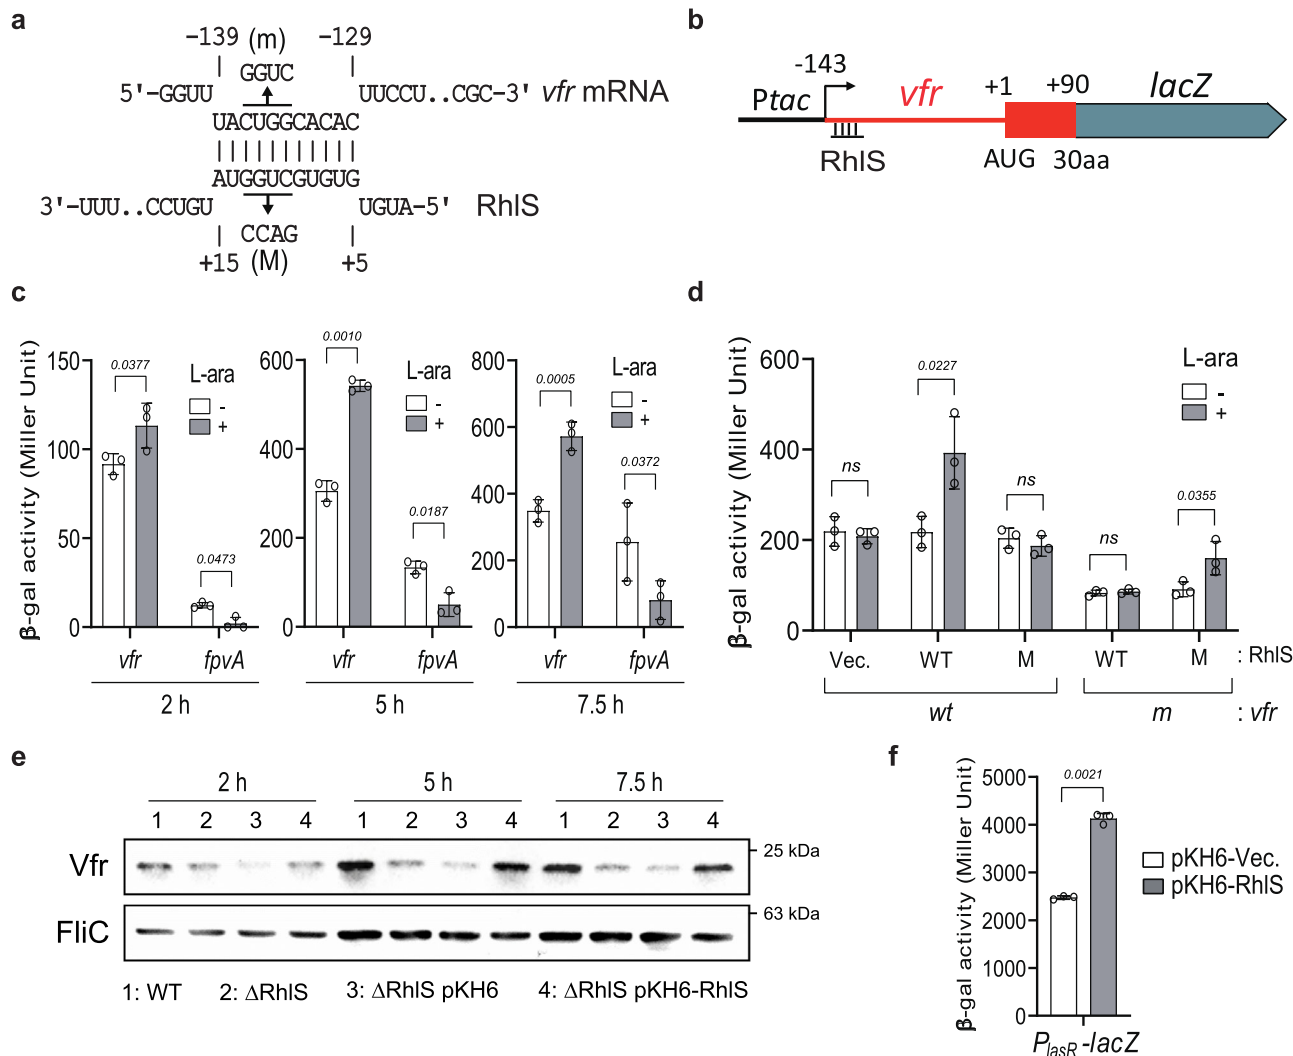 a
−139 (m) −129
GGUC
5'-GGUU UUCCU..CGC-3' vfr mRNA
UACUGGCACAC
AUGGUCGUGUG
3'-UUU..CCUGU UGUA-5' RhlS
CCAG
+15 (M) +5
b
-143 vfr +1 +90 lacZ
Ptac
RhlS AUG 30aa
c
β-gal activity (Miller Unit)
150
100
50
0
0.0377
0.0473
L-ara
-
+
vfr fpvA
2 h
600
400
200
0
0.0010
0.0187
L-ara
-
+
vfr fpvA
5 h
800
600
400
200
0
0.0005
0.0372
L-ara
-
+
vfr fpvA
7.5 h
d
β-gal activity (Miller Unit)
600
400
200
0
ns
0.0227
ns
ns
0.0355
L-ara
-
+
Vec. WT M WT M : RhlS
wt m : vfr
e
2 h 5 h 7.5 h
1 2 3 4 1 2 3 4 1 2 3 4
Vfr 25 kDa
FliC 63 kDa
1: WT 2: ΔRhlS 3: ΔRhlS pKH6 4: ΔRhlS pKH6-RhlS
f
β-gal activity (Miller Unit)
5000
4000
3000
2000
1000
0
0.0021
pKH6-Vec.
pKH6-RhlS
PlasR-lacZ